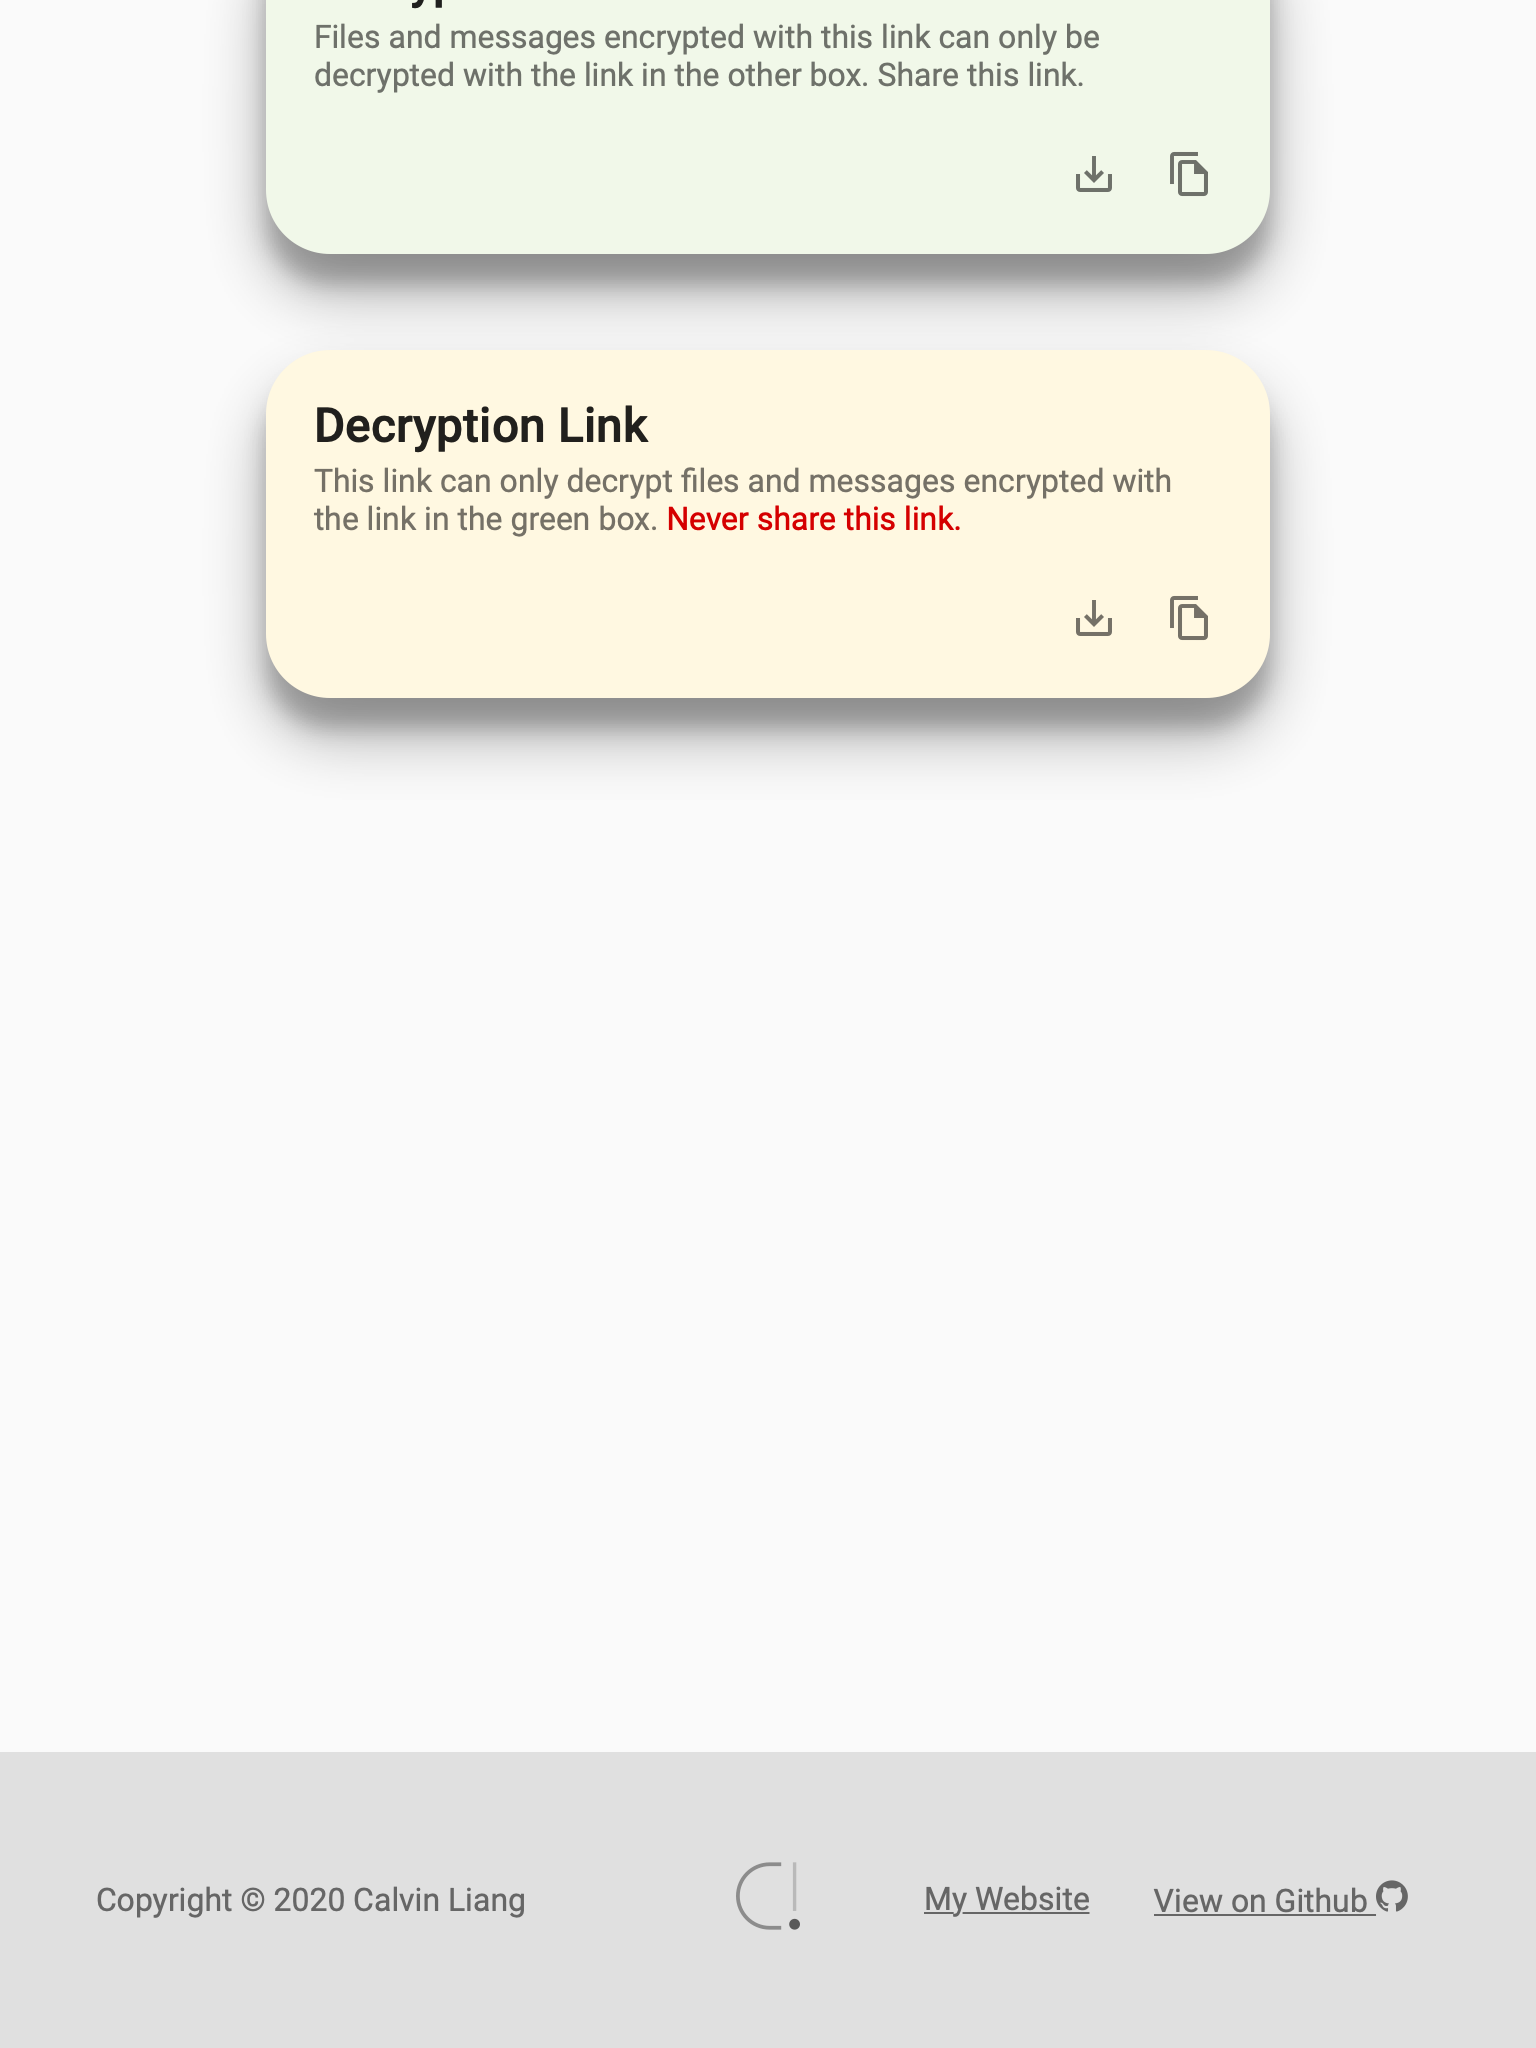 Files and messages encrypted with this link can only be
decrypted with the link in the other box. Share this link.
Decryption Link
This link can only decrypt files and messages encrypted with
the link in the green box. Never share this link.
Copyright © 2020 Calvin Liang
My Website
View on Github